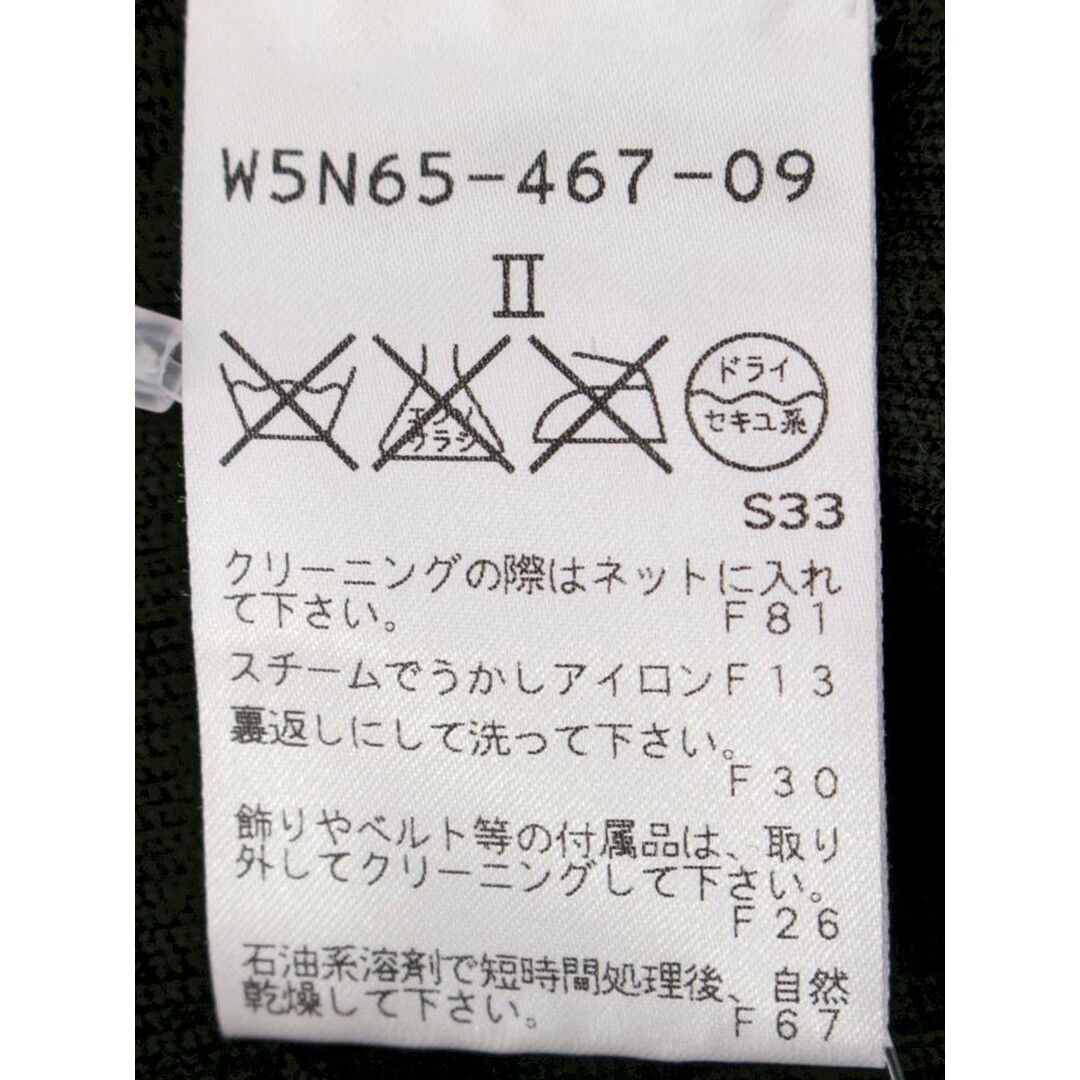 W5N65-467-09
II
エンソ
サラシ
ドライ
セキユ系
S33
クリーニングの際はネットに入れ
て下さい。 F81
スチームでうかしアイロンF13
裏返しにして洗って下さい。
F30
飾りやベルト等の付属品は、取り
外してクリーニングして下さい。
F26
石油系溶剤で短時間処理後、自然
乾燥して下さい。 F67